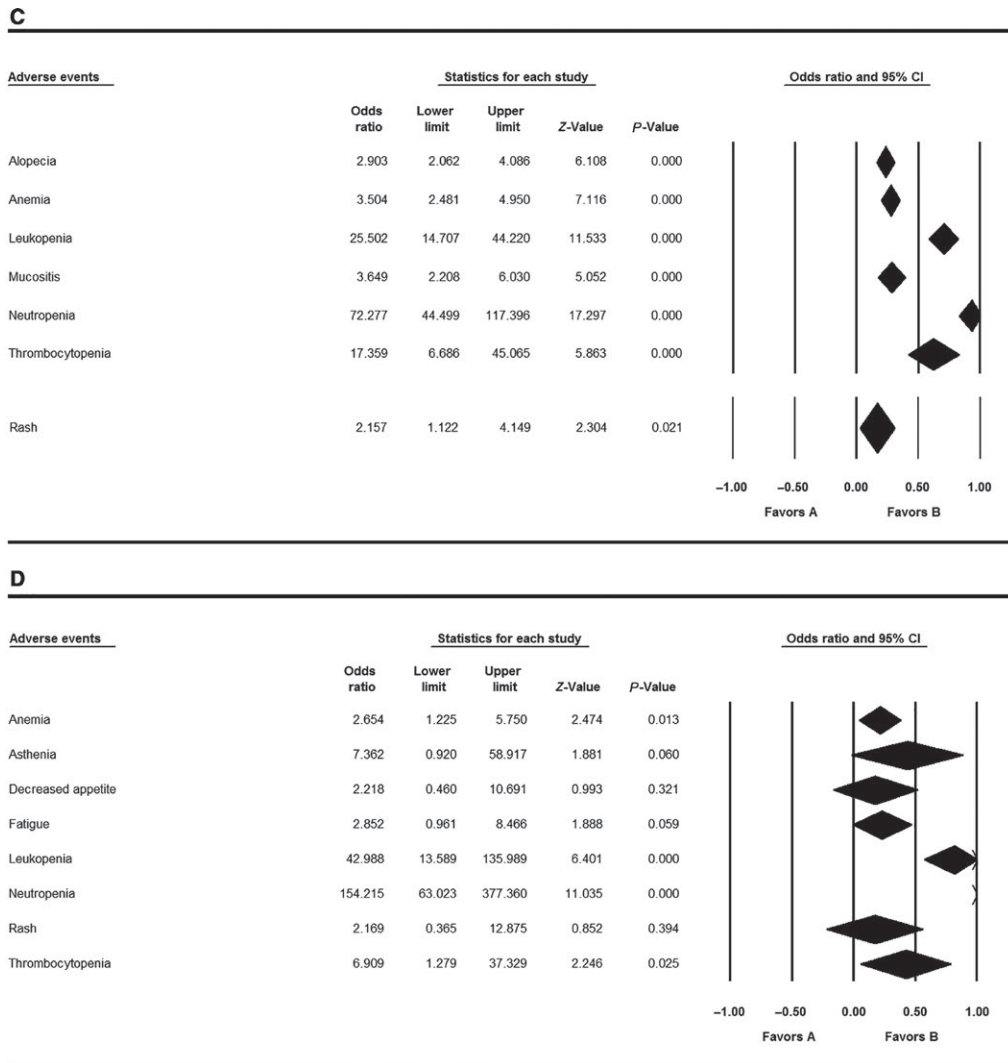 C
Adverse events Statistics for each study Odds ratio and 95% CI
Odds ratio Lower limit Upper limit Z-Value P-Value
Alopecia 2.903 2.062 4.086 6.108 0.000
Anemia 3.504 2.481 4.950 7.116 0.000
Leukopenia 25.502 14.707 44.220 11.533 0.000
Mucositis 3.649 2.208 6.030 5.052 0.000
Neutropenia 72.277 44.499 117.396 17.297 0.000
Thrombocytopenia 17.359 6.686 45.065 5.863 0.000
Rash 2.157 1.122 4.149 2.304 0.021
−1.00 −0.50 0.00 0.50 1.00
Favors A Favors B
D
Adverse events Statistics for each study Odds ratio and 95% CI
Odds ratio Lower limit Upper limit Z-Value P-Value
Anemia 2.654 1.225 5.750 2.474 0.013
Asthenia 7.362 0.920 58.917 1.881 0.060
Decreased appetite 2.218 0.460 10.691 0.993 0.321
Fatigue 2.852 0.961 8.466 1.888 0.059
Leukopenia 42.988 13.589 135.989 6.401 0.000
Neutropenia 154.215 63.023 377.360 11.035 0.000
Rash 2.169 0.365 12.875 0.852 0.394
Thrombocytopenia 6.909 1.279 37.329 2.246 0.025
−1.00 −0.50 0.00 0.50 1.00
Favors A Favors B